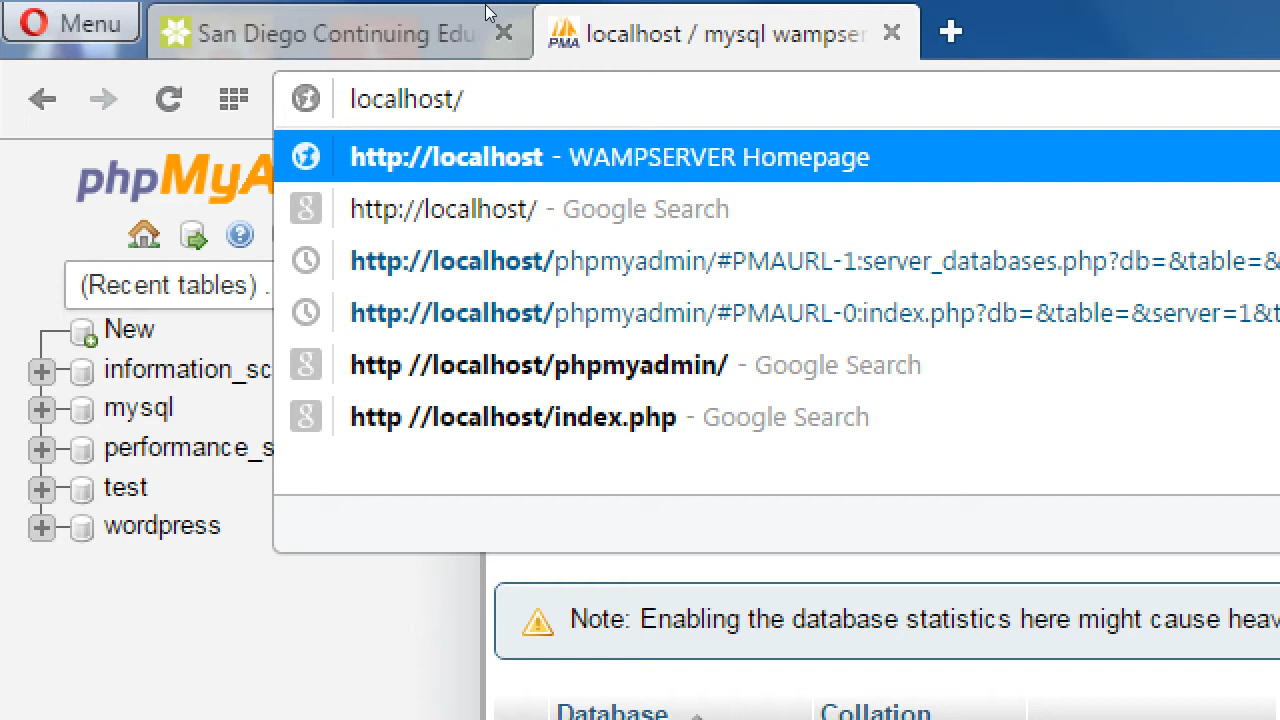 Menu
San Diego Continuing Edu
PMA localhost / mysql wampser
localhost/
http://localhost - WAMPSERVER Homepage
http://localhost/ - Google Search
http://localhost/phpmyadmin/#PMAURL-1:server_databases.php?db=&table=&
http://localhost/phpmyadmin/#PMAURL-0:index.php?db=&table=&server=1&t
http //localhost/phpmyadmin/ - Google Search
http //localhost/index.php - Google Search
phpMyA
(Recent tables) .
New
information_sc
mysql
performance_s
test
wordpress
Note: Enabling the database statistics here might cause heav
Database
Collation